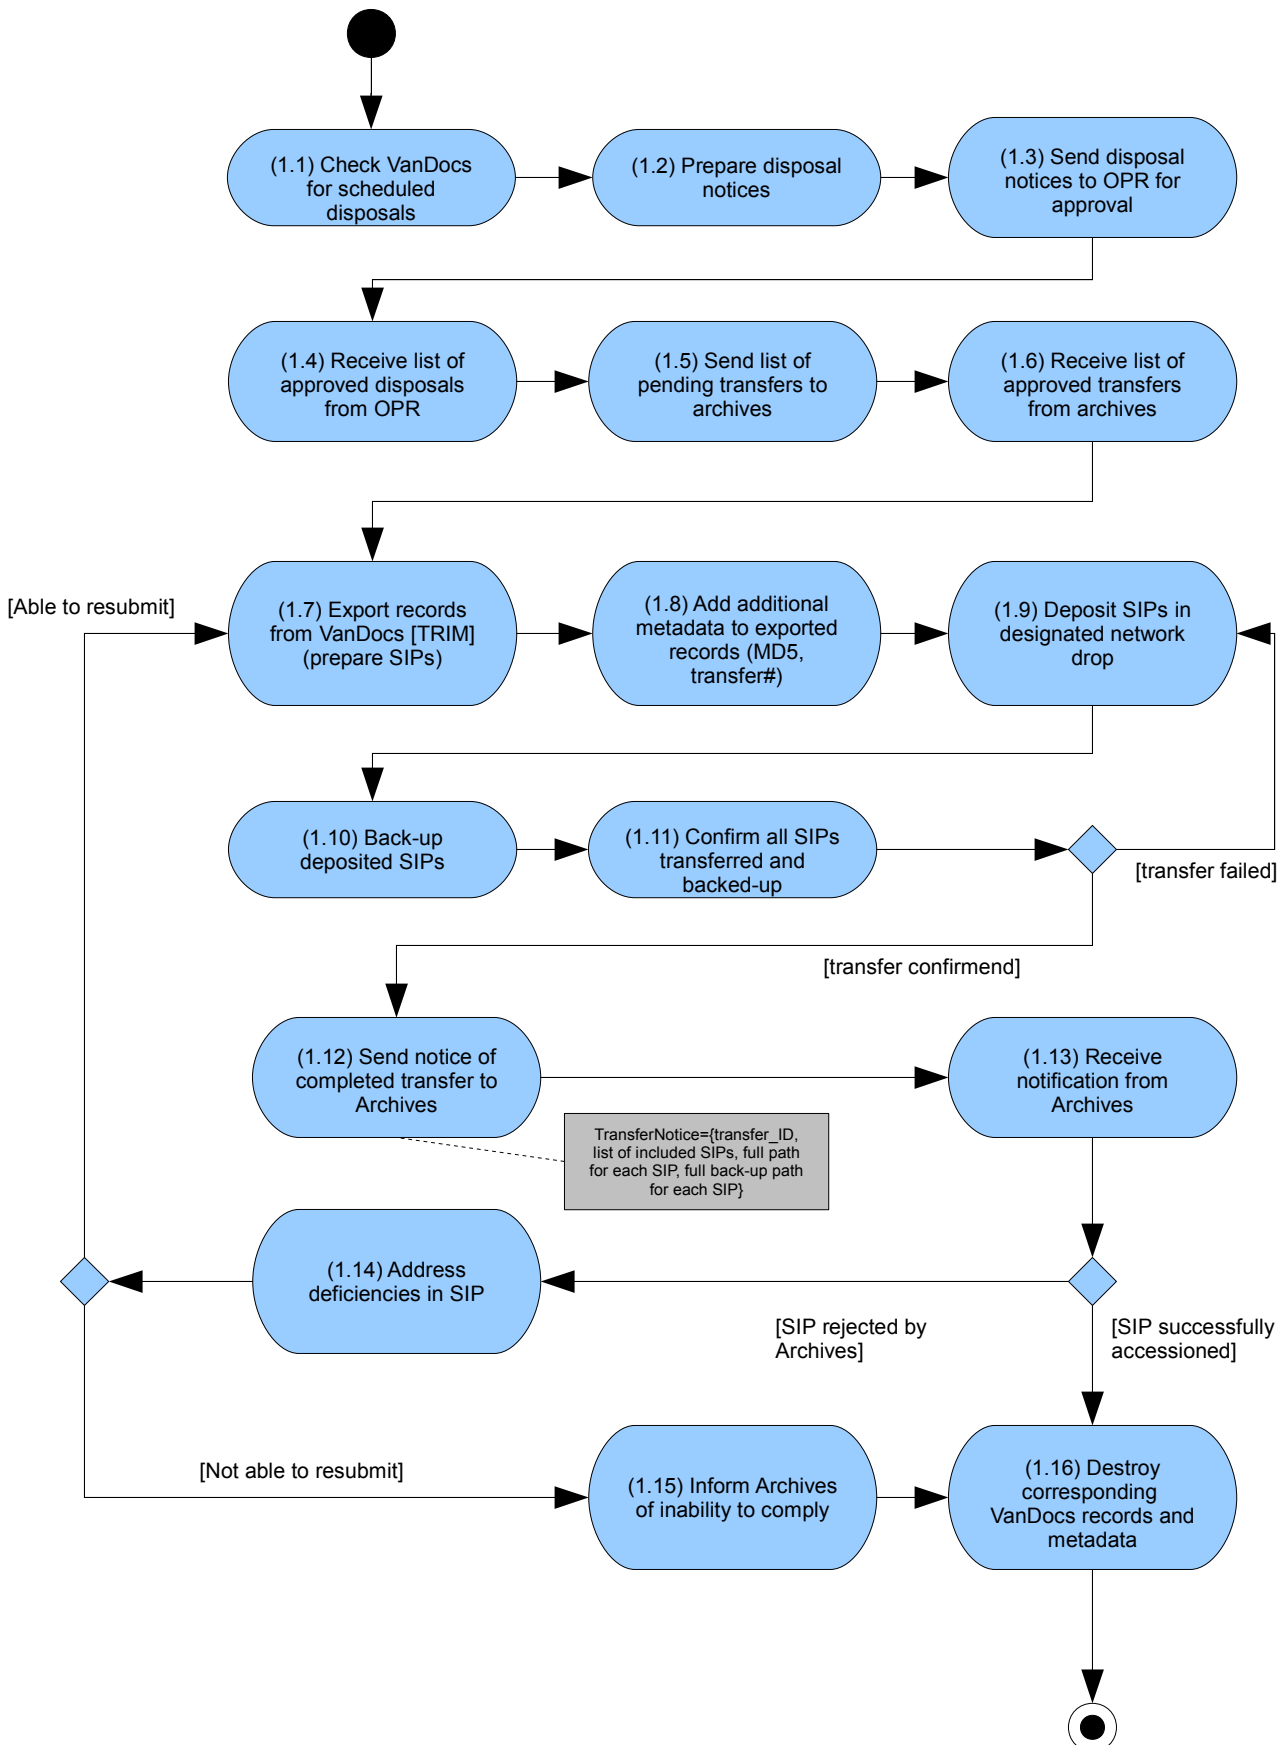 (1.1) Check VanDocs
for scheduled
disposals
(1.2) Prepare disposal
notices
(1.3) Send disposal
notices to OPR for
approval
(1.4) Receive list of
approved disposals
from OPR
(1.5) Send list of
pending transfers to
archives
(1.6) Receive list of
approved transfers
from archives
[Able to resubmit]
(1.7) Export records
from VanDocs [TRIM]
(prepare SIPs)
(1.8) Add additional
metadata to exported
records (MD5,
transfer#)
(1.9) Deposit SIPs in
designated network
drop
(1.10) Back-up
deposited SIPs
(1.11) Confirm all SIPs
transferred and
backed-up
[transfer failed]
[transfer confirmend]
(1.12) Send notice of
completed transfer to
Archives
(1.13) Receive
notification from
Archives
TransferNotice={transfer_ID,
list of included SIPs, full path
for each SIP, full back-up path
for each SIP}
(1.14) Address
deficiencies in SIP
[SIP rejected by
Archives]
[SIP successfully
accessioned]
[Not able to resubmit]
(1.15) Inform Archives
of inability to comply
(1.16) Destroy
corresponding
VanDocs records and
metadata